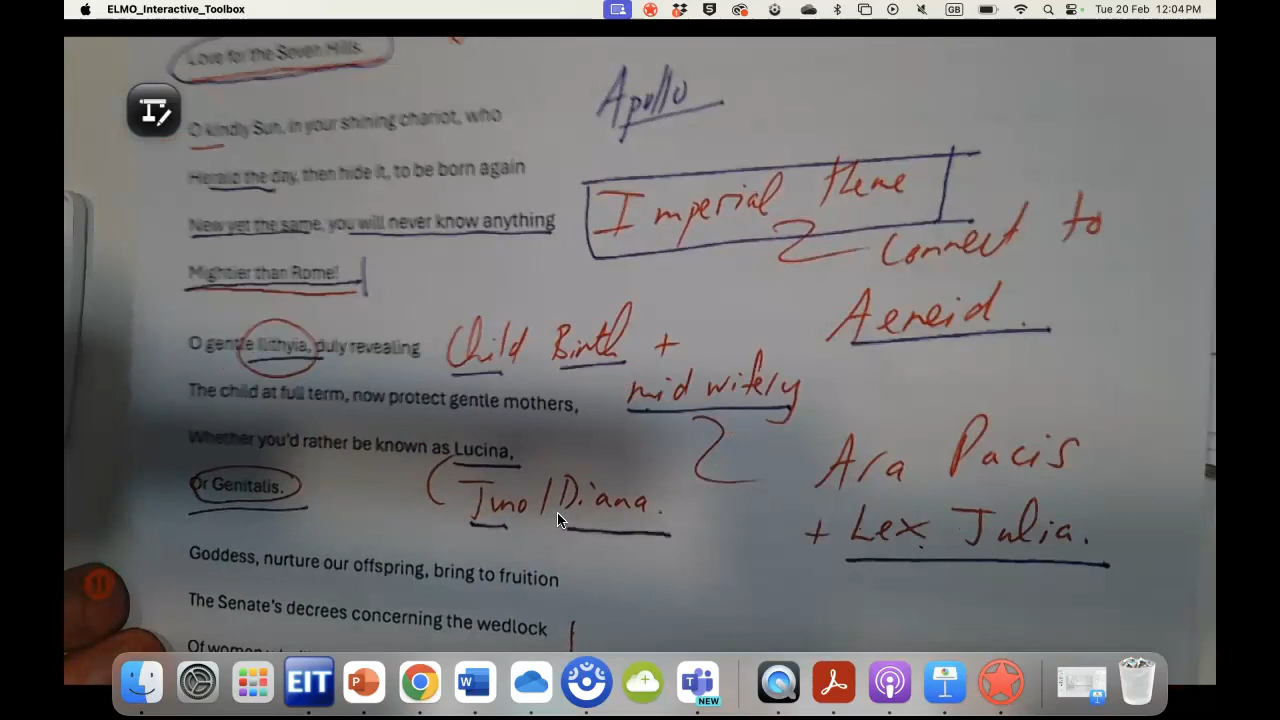 ELMO_Interactive_Toolbox
GB
Tue 20 Feb 12:04PM
Love for the Seven Hills.
Apollo
O kindly Sun, in your shining chariot, who
Herald the day, then hide it, to be born again
Imperial theme
New yet the same, you will never know anything
Connect to
Mightier than Rome!
Aeneid.
O gentle Ilithyia, duly revealing
Child Birth +
The child at full term, now protect gentle mothers,
midwifery
Whether you'd rather be known as Lucina,
Ara Pacis
Or Genitalis.
Juno / Diana.
+ Lex Julia.
Goddess, nurture our offspring, bring to fruition
The Senate's decrees concerning the wedlock
EIT
NEW